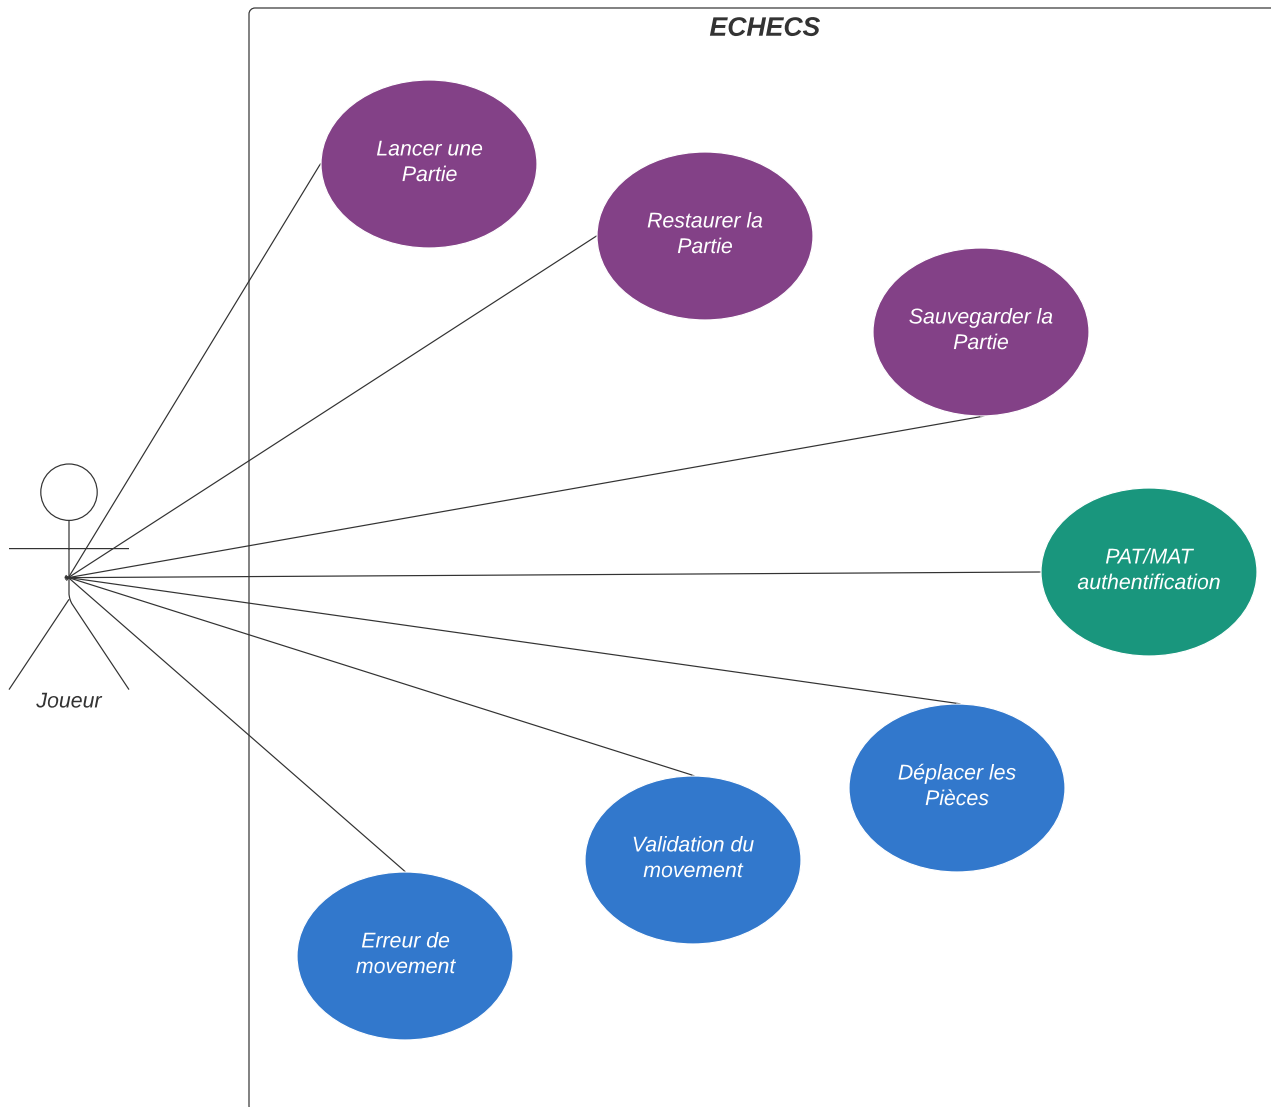 ECHECS
Lancer une
Partie
Restaurer la
Partie
Sauvegarder la
Partie
PAT/MAT
authentification
Joueur
Déplacer les
Pièces
Validation du
movement
Erreur de
movement